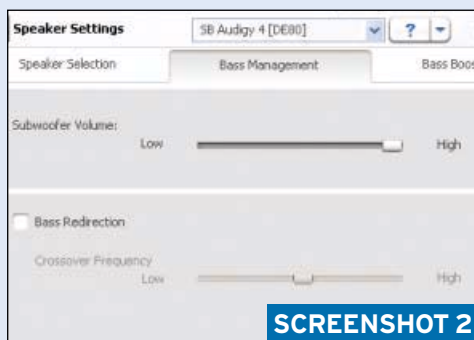 Speaker Settings SB Audigy 4 [DE80] ?
Speaker Selection Bass Management Bass Boos
Subwoofer Volume:
Low High
Bass Redirection
Crossover Frequency
Low High
SCREENSHOT 2